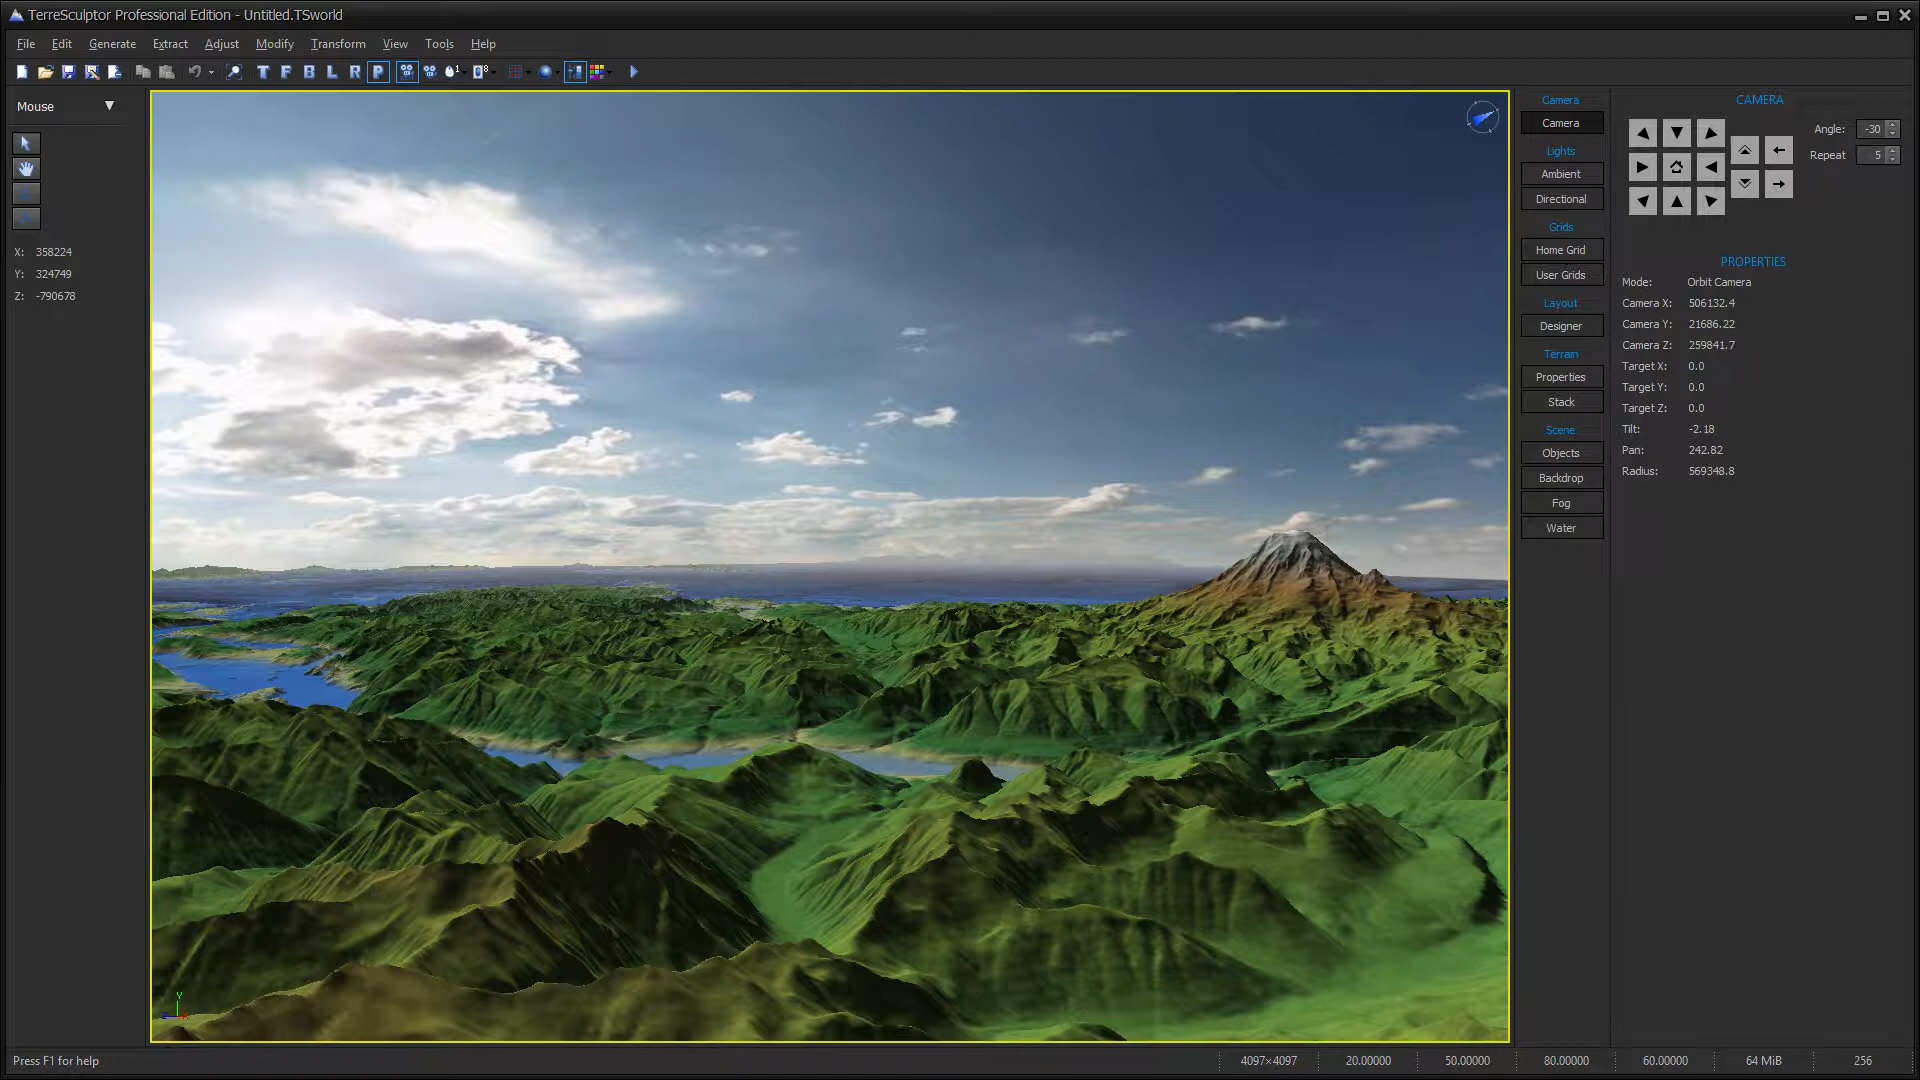 TerreSculptor Professional Edition - Untitled.TSworld
File Edit Generate Extract Adjust Modify Transform View Tools Help
T F B L R P 1 8
Mouse
X: 358224
Y: 324749
Z: -790678
Y
Z X
Camera
Camera
Lights
Ambient
Directional
Grids
Home Grid
User Grids
Layout
Designer
Terrain
Properties
Stack
Scene
Objects
Backdrop
Fog
Water
CAMERA
Angle: -30
Repeat 5
PROPERTIES
Mode: Orbit Camera
Camera X: 506132.4
Camera Y: 21686.22
Camera Z: 259841.7
Target X: 0.0
Target Y: 0.0
Target Z: 0.0
Tilt: -2.18
Pan: 242.82
Radius: 569348.8
Press F1 for help
4097×4097 20.00000 50.00000 80.00000 60.00000 64 MiB 256